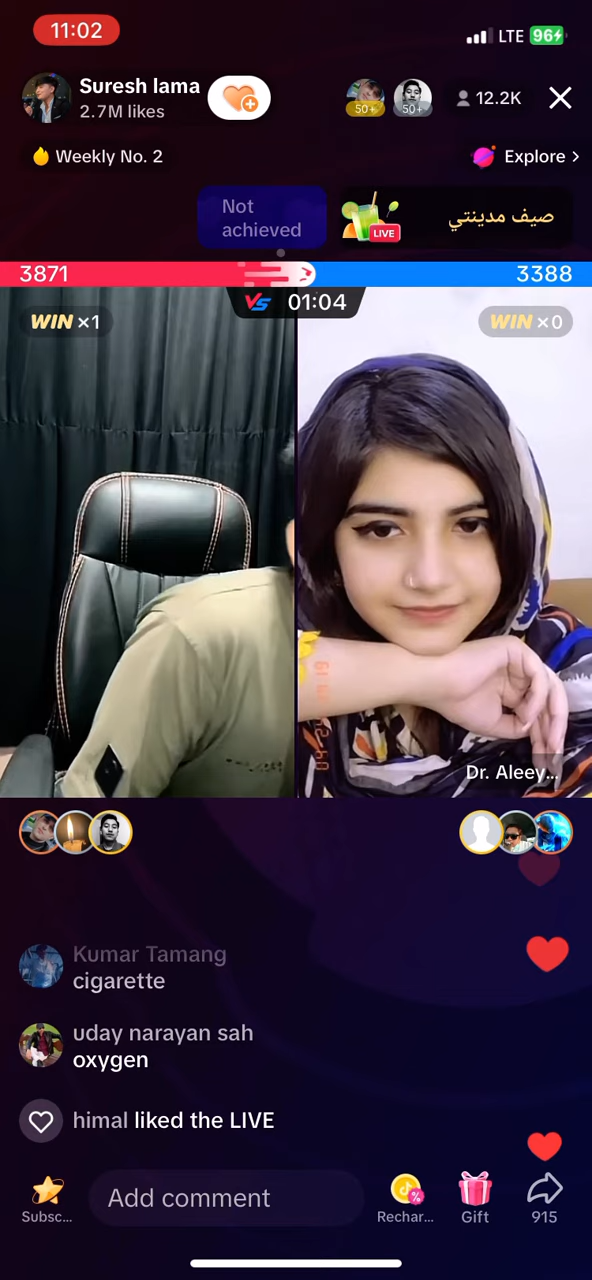 11:02
LTE 96
Suresh lama
2.7M likes
50+
50+
12.2K
Weekly No. 2
Explore >
Not
achieved
LIVE
صيف مدينتي
3871
3388
VS 01:04
WIN ×1
WIN ×0
Dr. Aleey...
Kumar Tamang
cigarette
uday narayan sah
oxygen
himal liked the LIVE
Subsc...
Add comment
Rechar...
Gift
915